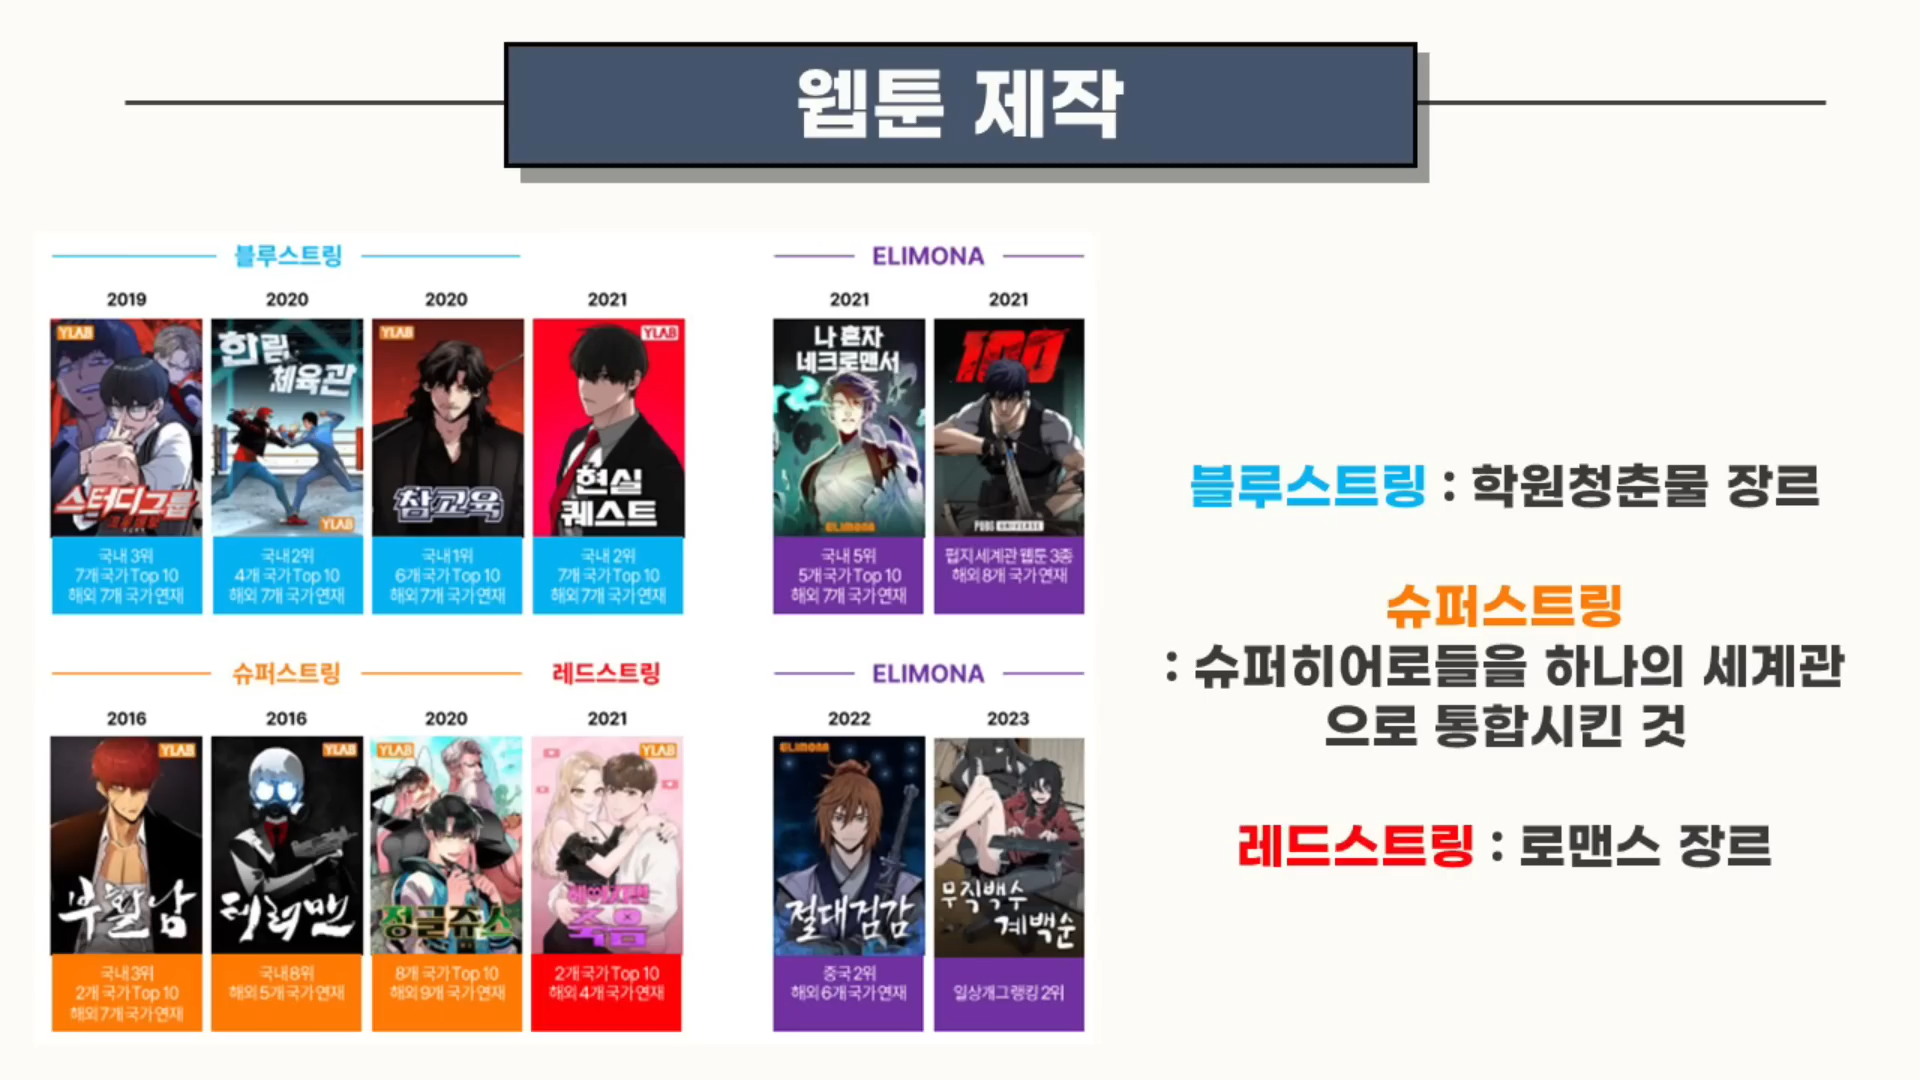 웹툰 제작
블루스트링
ELIMONA
2019
2020
2020
2021
2021
2021
YLAB
스터디그룹
한림
체육관
YLAB
YLAB
참교육
YLAB
현실
퀘스트
나 혼자
네크로맨서
ELIMONA
100
PUBG UNIVERSE
국내 3위
7개 국가 Top 10
해외 7개 국가 연재
국내 2위
4개 국가 Top 10
해외 7개 국가 연재
국내 1위
6개 국가 Top 10
해외 7개 국가 연재
국내 2위
7개 국가 Top 10
해외 7개 국가 연재
국내 5위
5개 국가 Top 10
해외 7개 국가 연재
펍지 세계관 웹툰 3종
해외 8개 국가 연재
슈퍼스트링
레드스트링
ELIMONA
2016
2016
2020
2021
2022
2023
YLAB
부활남
YLAB
테러맨
YLAB
정글쥬스
YLAB
헤어지면
죽음
ELIMONA
절대검감
무직백수
계백순
국내 3위
2개 국가 Top 10
해외 7개 국가 연재
국내 8위
해외 5개 국가 연재
8개 국가 Top 10
해외 9개 국가 연재
2개 국가 Top 10
해외 4개 국가 연재
중국 2위
해외 6개 국가 연재
일상개그 랭킹 2위
블루스트링 : 학원청춘물 장르
슈퍼스트링
: 슈퍼히어로들을 하나의 세계관
으로 통합시킨 것
레드스트링 : 로맨스 장르